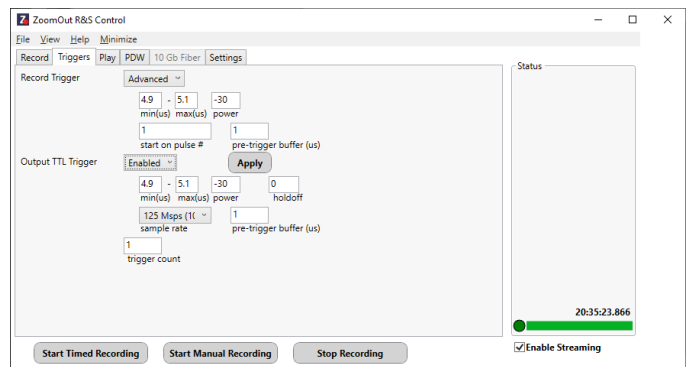 ZoomOut R&S Control
File View Help Minimize
Record Triggers Play PDW 10 Gb Fiber Settings
Status
Record Trigger Advanced
4.9 - 5.1 -30
min(us) max(us) power
1 1
start on pulse # pre-trigger buffer (us)
Output TTL Trigger Enabled Apply
4.9 - 5.1 -30 0
min(us) max(us) power holdoff
125 Msps (1( 1
sample rate pre-trigger buffer (us)
1
trigger count
20:35:23.866
Enable Streaming
Start Timed Recording Start Manual Recording Stop Recording